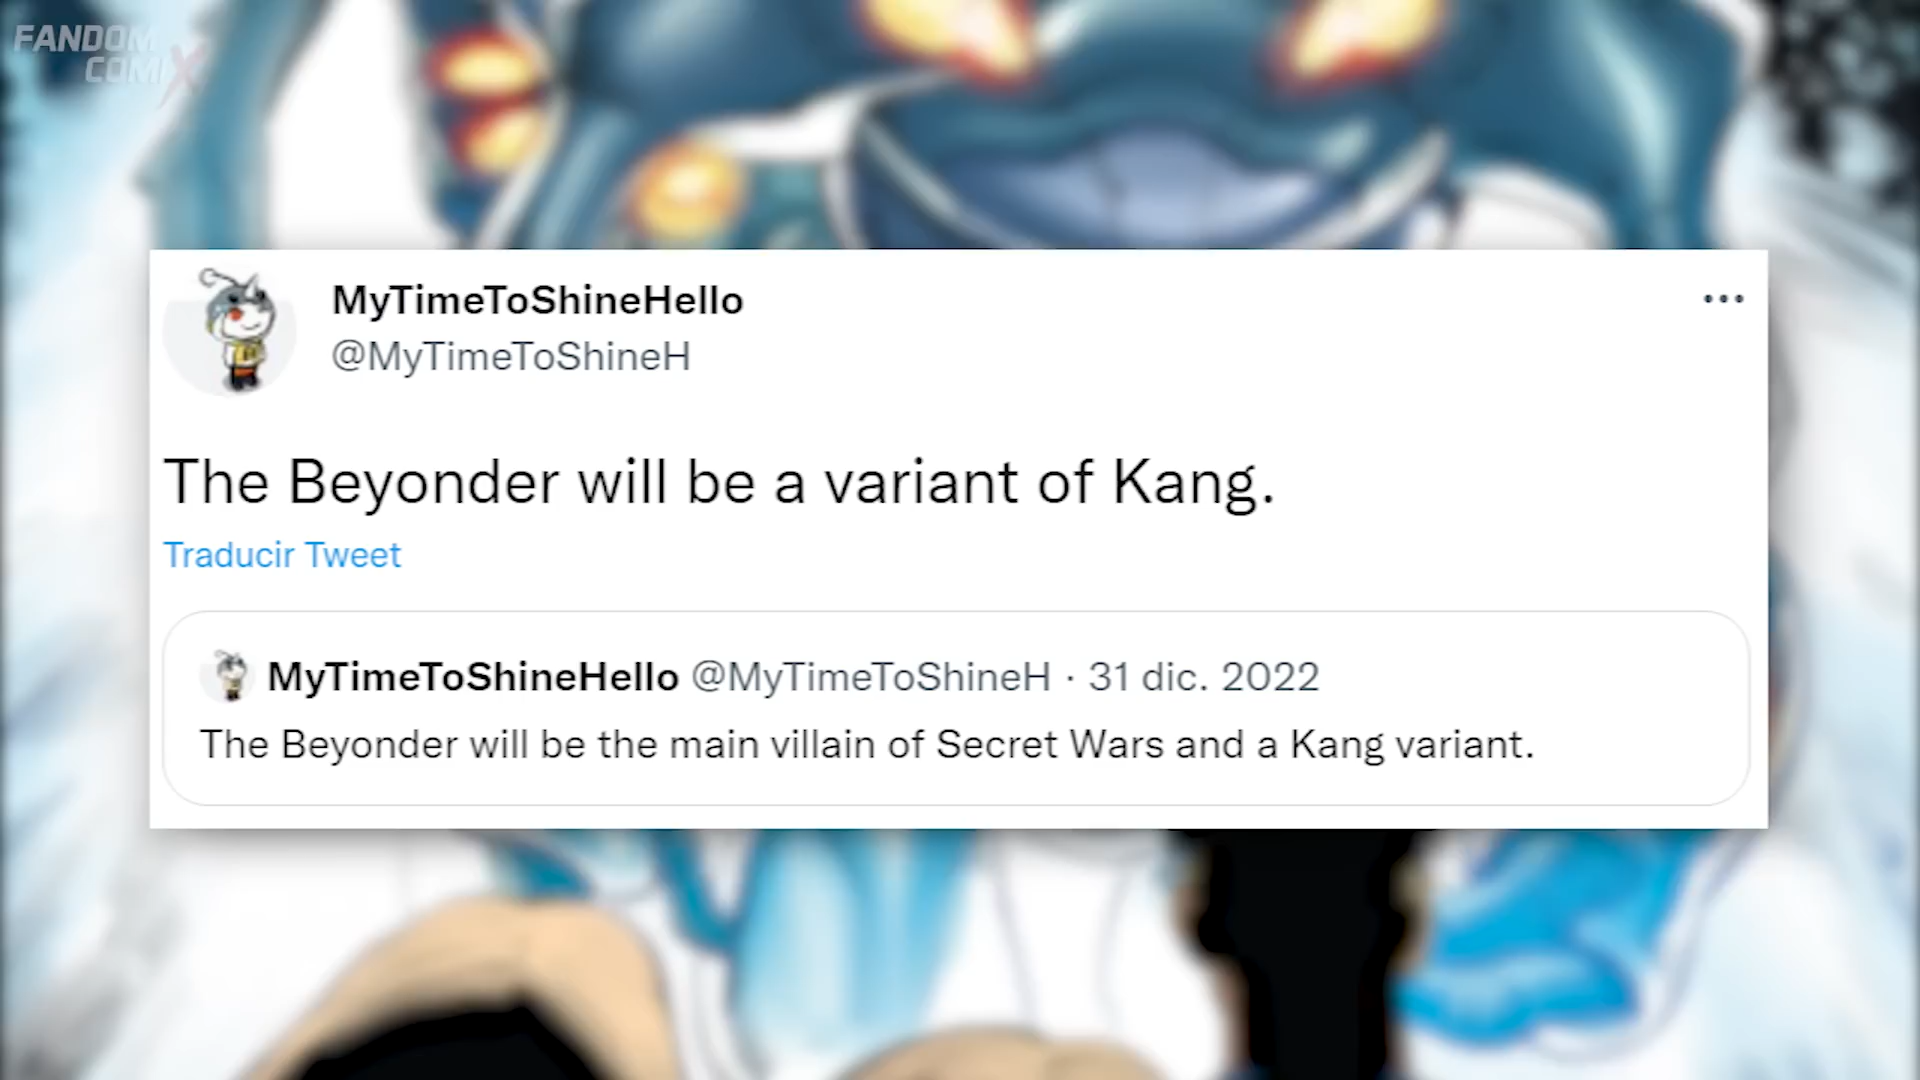 FANDOM
COMIX
MyTimeToShineHello
@MyTimeToShineH
The Beyonder will be a variant of Kang.
Traducir Tweet
MyTimeToShineHello @MyTimeToShineH · 31 dic. 2022
The Beyonder will be the main villain of Secret Wars and a Kang variant.